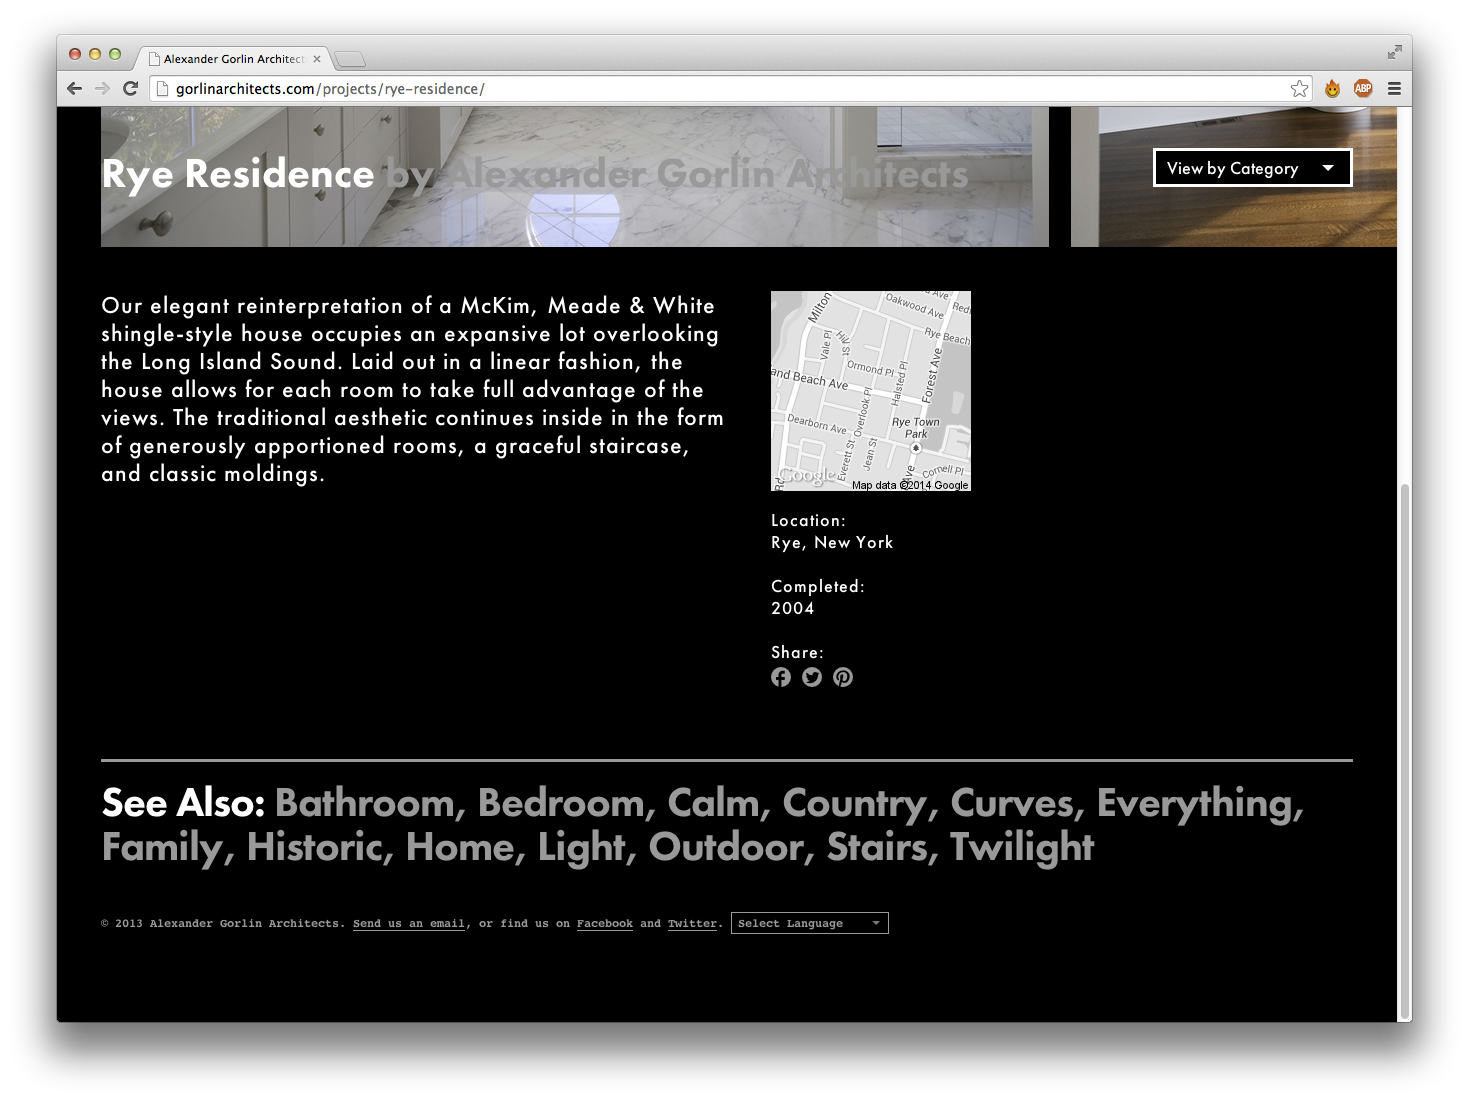 Alexander Gorlin Architect
gorlinarchitects.com/projects/rye-residence/
ABP
Rye Residence by Alexander Gorlin Architects
View by Category
Our elegant reinterpretation of a McKim, Meade & White
shingle-style house occupies an expansive lot overlooking
the Long Island Sound. Laid out in a linear fashion, the
house allows for each room to take full advantage of the
views. The traditional aesthetic continues inside in the form
of generously apportioned rooms, a graceful staircase,
and classic moldings.
Milton
Oakwood Ave
Rye Beach
Vale Pl
Hill St
Ormond Pl
Halsted Pl
Forest Ave
and Beach Ave
Overlook Pl
Dearborn Ave
Rye Town
Park
Everett St
Jean St
Cornell Pl
Ave
Rd
Google
Map data ©2014 Google
Location:
Rye, New York
Completed:
2004
Share:
See Also: Bathroom, Bedroom, Calm, Country, Curves, Everything,
Family, Historic, Home, Light, Outdoor, Stairs, Twilight
© 2013 Alexander Gorlin Architects. Send us an email, or find us on Facebook and Twitter. Select Language